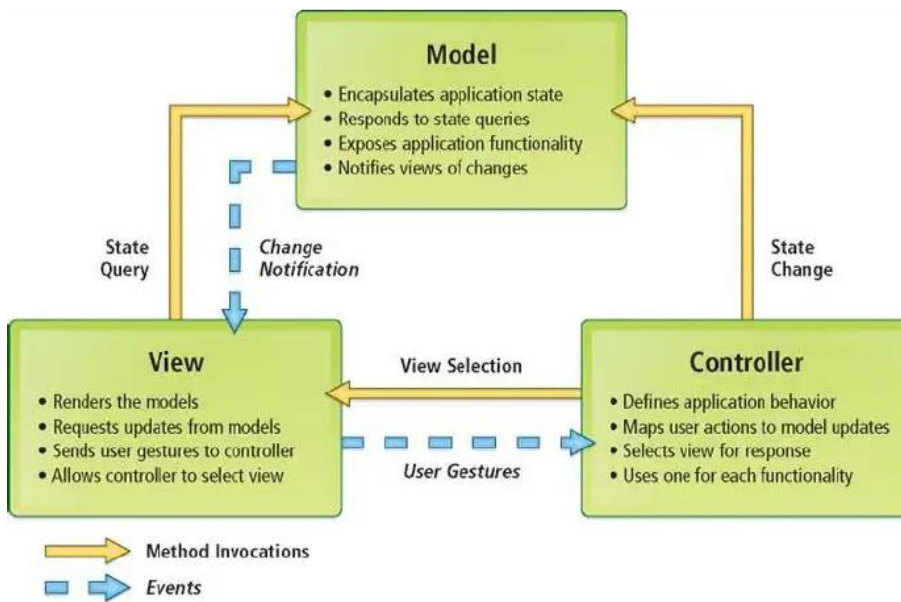 Model
• Encapsulates application state
• Responds to state queries
• Exposes application functionality
• Notifies views of changes
State
Query
Change
Notification
State
Change
View
• Renders the models
• Requests updates from models
• Sends user gestures to controller
• Allows controller to select view
View Selection
User Gestures
Controller
• Defines application behavior
• Maps user actions to model updates
• Selects view for response
• Uses one for each functionality
Method Invocations
Events